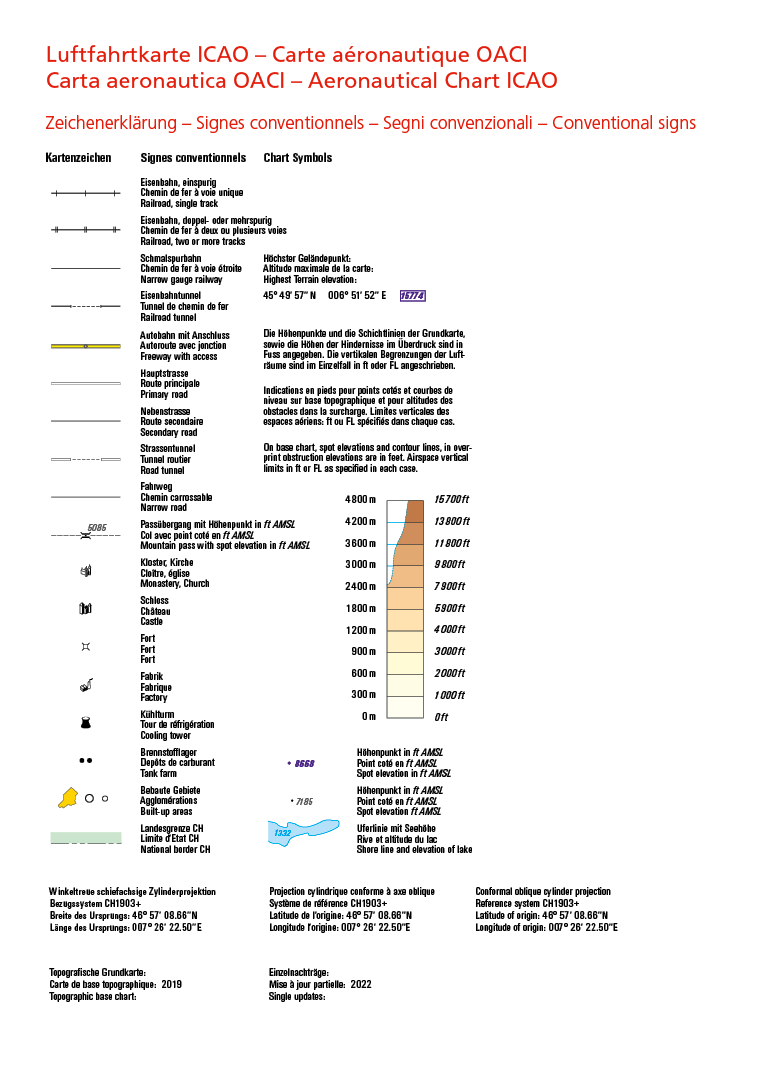 Luftfahrtkarte ICAO – Carte aéronautique OACI
Carta aeronautica OACI – Aeronautical Chart ICAO
Zeichenerklärung – Signes conventionnels – Segni convenzionali – Conventional signs
Kartenzeichen Signes conventionnels Chart Symbols
Eisenbahn, einspurig
Chemin de fer à voie unique
Railroad, single track
Eisenbahn, doppel- oder mehrspurig
Chemin de fer à deux ou plusieurs voies
Railroad, two or more tracks
Schmalspurbahn
Chemin de fer à voie étroite
Narrow gauge railway
Eisenbahntunnel
Tunnel de chemin de fer
Railroad tunnel
Autobahn mit Anschluss
Autoroute avec jonction
Freeway with access
Hauptstrasse
Route principale
Primary road
Nebenstrasse
Route secondaire
Secondary road
Strassentunnel
Tunnel routier
Road tunnel
Fahrweg
Chemin carrossable
Narrow road
5085
Passübergang mit Höhenpunkt in ft AMSL
Col avec point coté en ft AMSL
Mountain pass with spot elevation in ft AMSL
Kloster, Kirche
Cloître, église
Monastery, Church
Schloss
Château
Castle
Fort
Fort
Fort
Fabrik
Fabrique
Factory
Kühlturm
Tour de réfrigération
Cooling tower
Brennstofflager
Depôts de carburant
Tank farm
Bebaute Gebiete
Agglomérations
Built-up areas
Landesgrenze CH
Limite d'Etat CH
National border CH
Höchster Geländepunkt:
Altitude maximale de la carte:
Highest Terrain elevation:
45° 49' 57" N 006° 51' 52" E 15774
Die Höhenpunkte und die Schichtlinien der Grundkarte,
sowie die Höhen der Hindernisse im Überdruck sind in
Fuss angegeben. Die vertikalen Begrenzungen der Luft-
räume sind im Einzelfall in ft oder FL angeschrieben.
Indications en pieds pour points cotés et courbes de
niveau sur base topographique et pour altitudes des
obstacles dans la surcharge. Limites verticales des
espaces aériens: ft ou FL spécifiés dans chaque cas.
On base chart, spot elevations and contour lines, in over-
print obstruction elevations are in feet. Airspace vertical
limits in ft or FL as specified in each case.
4800 m 15700 ft
4200 m 13800 ft
3600 m 11800 ft
3000 m 9800 ft
2400 m 7900 ft
1800 m 5900 ft
1200 m 4000 ft
900 m 3000 ft
600 m 2000 ft
300 m 1000 ft
0 m 0 ft
8668
Höhenpunkt in ft AMSL
Point coté en ft AMSL
Spot elevation in ft AMSL
7185
Höhenpunkt in ft AMSL
Point coté en ft AMSL
Spot elevation ft AMSL
1332
Uferlinie mit Seehöhe
Rive et altitude du lac
Shore line and elevation of lake
Winkeltreue schiefachsige Zylinderprojektion
Bezugssystem CH1903+
Breite des Ursprungs: 46° 57' 08.66"N
Länge des Ursprungs: 007° 26' 22.50"E
Projection cylindrique conforme à axe oblique
Système de référence CH1903+
Latitude de l'origine: 46° 57' 08.66"N
Longitude l'origine: 007° 26' 22.50"E
Conformal oblique cylinder projection
Reference system CH1903+
Latitude of origin: 46° 57' 08.66"N
Longitude of origin: 007° 26' 22.50"E
Topografische Grundkarte:
Carte de base topographique: 2019
Topographic base chart:
Einzelnachträge:
Mise à jour partielle: 2022
Single updates: